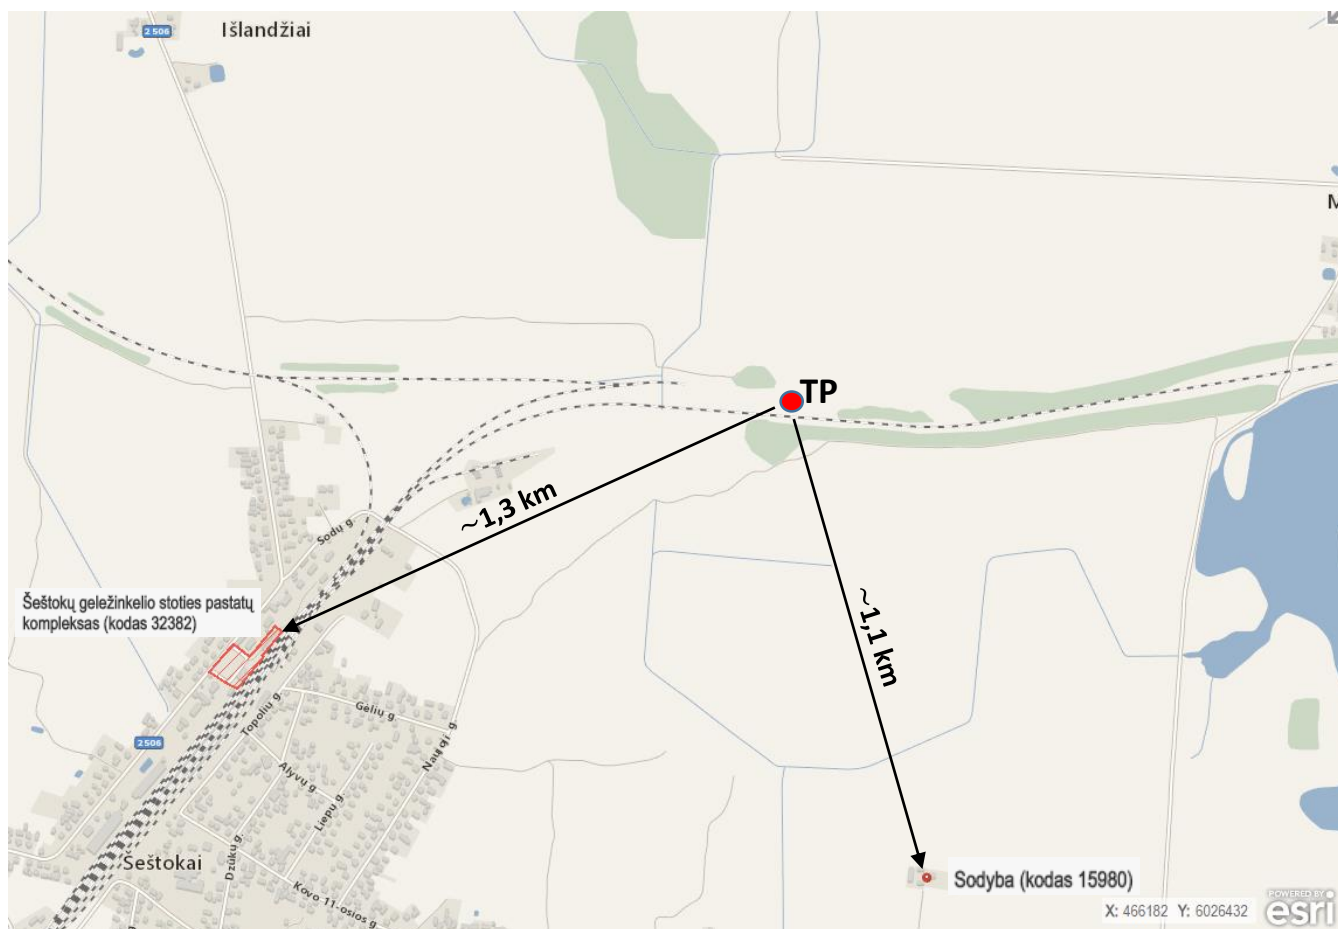 2506
Išlandžiai
M
TP
~1,3 km
Sodų g.
Šeštokų geležinkelio stoties pastatų
kompleksas (kodas 32382)
~1,1 km
Topolių g.
Gėlių g.
Naujoji g.
2506
Alyvų g.
Liepų g.
Dzūkų g.
Šeštokai
Kovo 11-osios g.
Sodyba (kodas 15980)
X: 466182 Y: 6026432
POWERED BY
esri